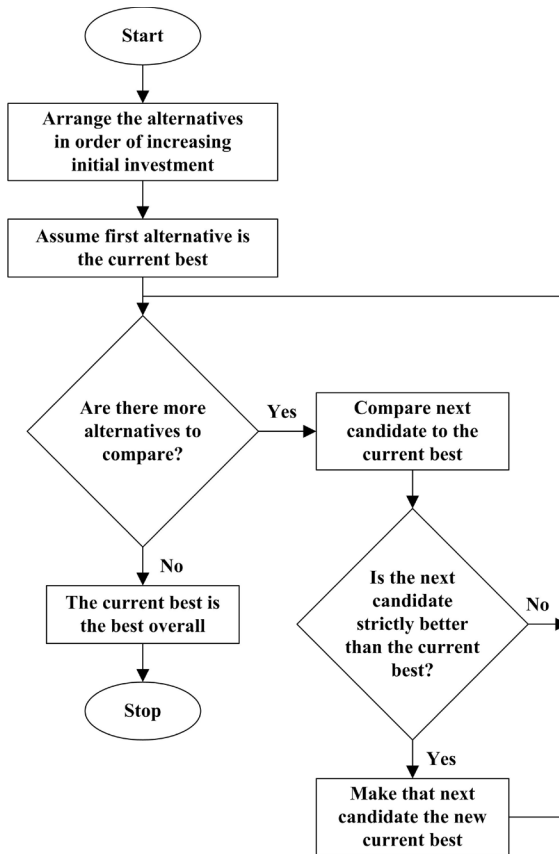 Start
Arrange the alternatives
in order of increasing
initial investment
Assume first alternative is
the current best
Are there more
alternatives to
compare?
Yes
Compare next
candidate to the
current best
No
The current best is
the best overall
Stop
Is the next
candidate
strictly better
than the current
best?
No
Yes
Make that next
candidate the new
current best